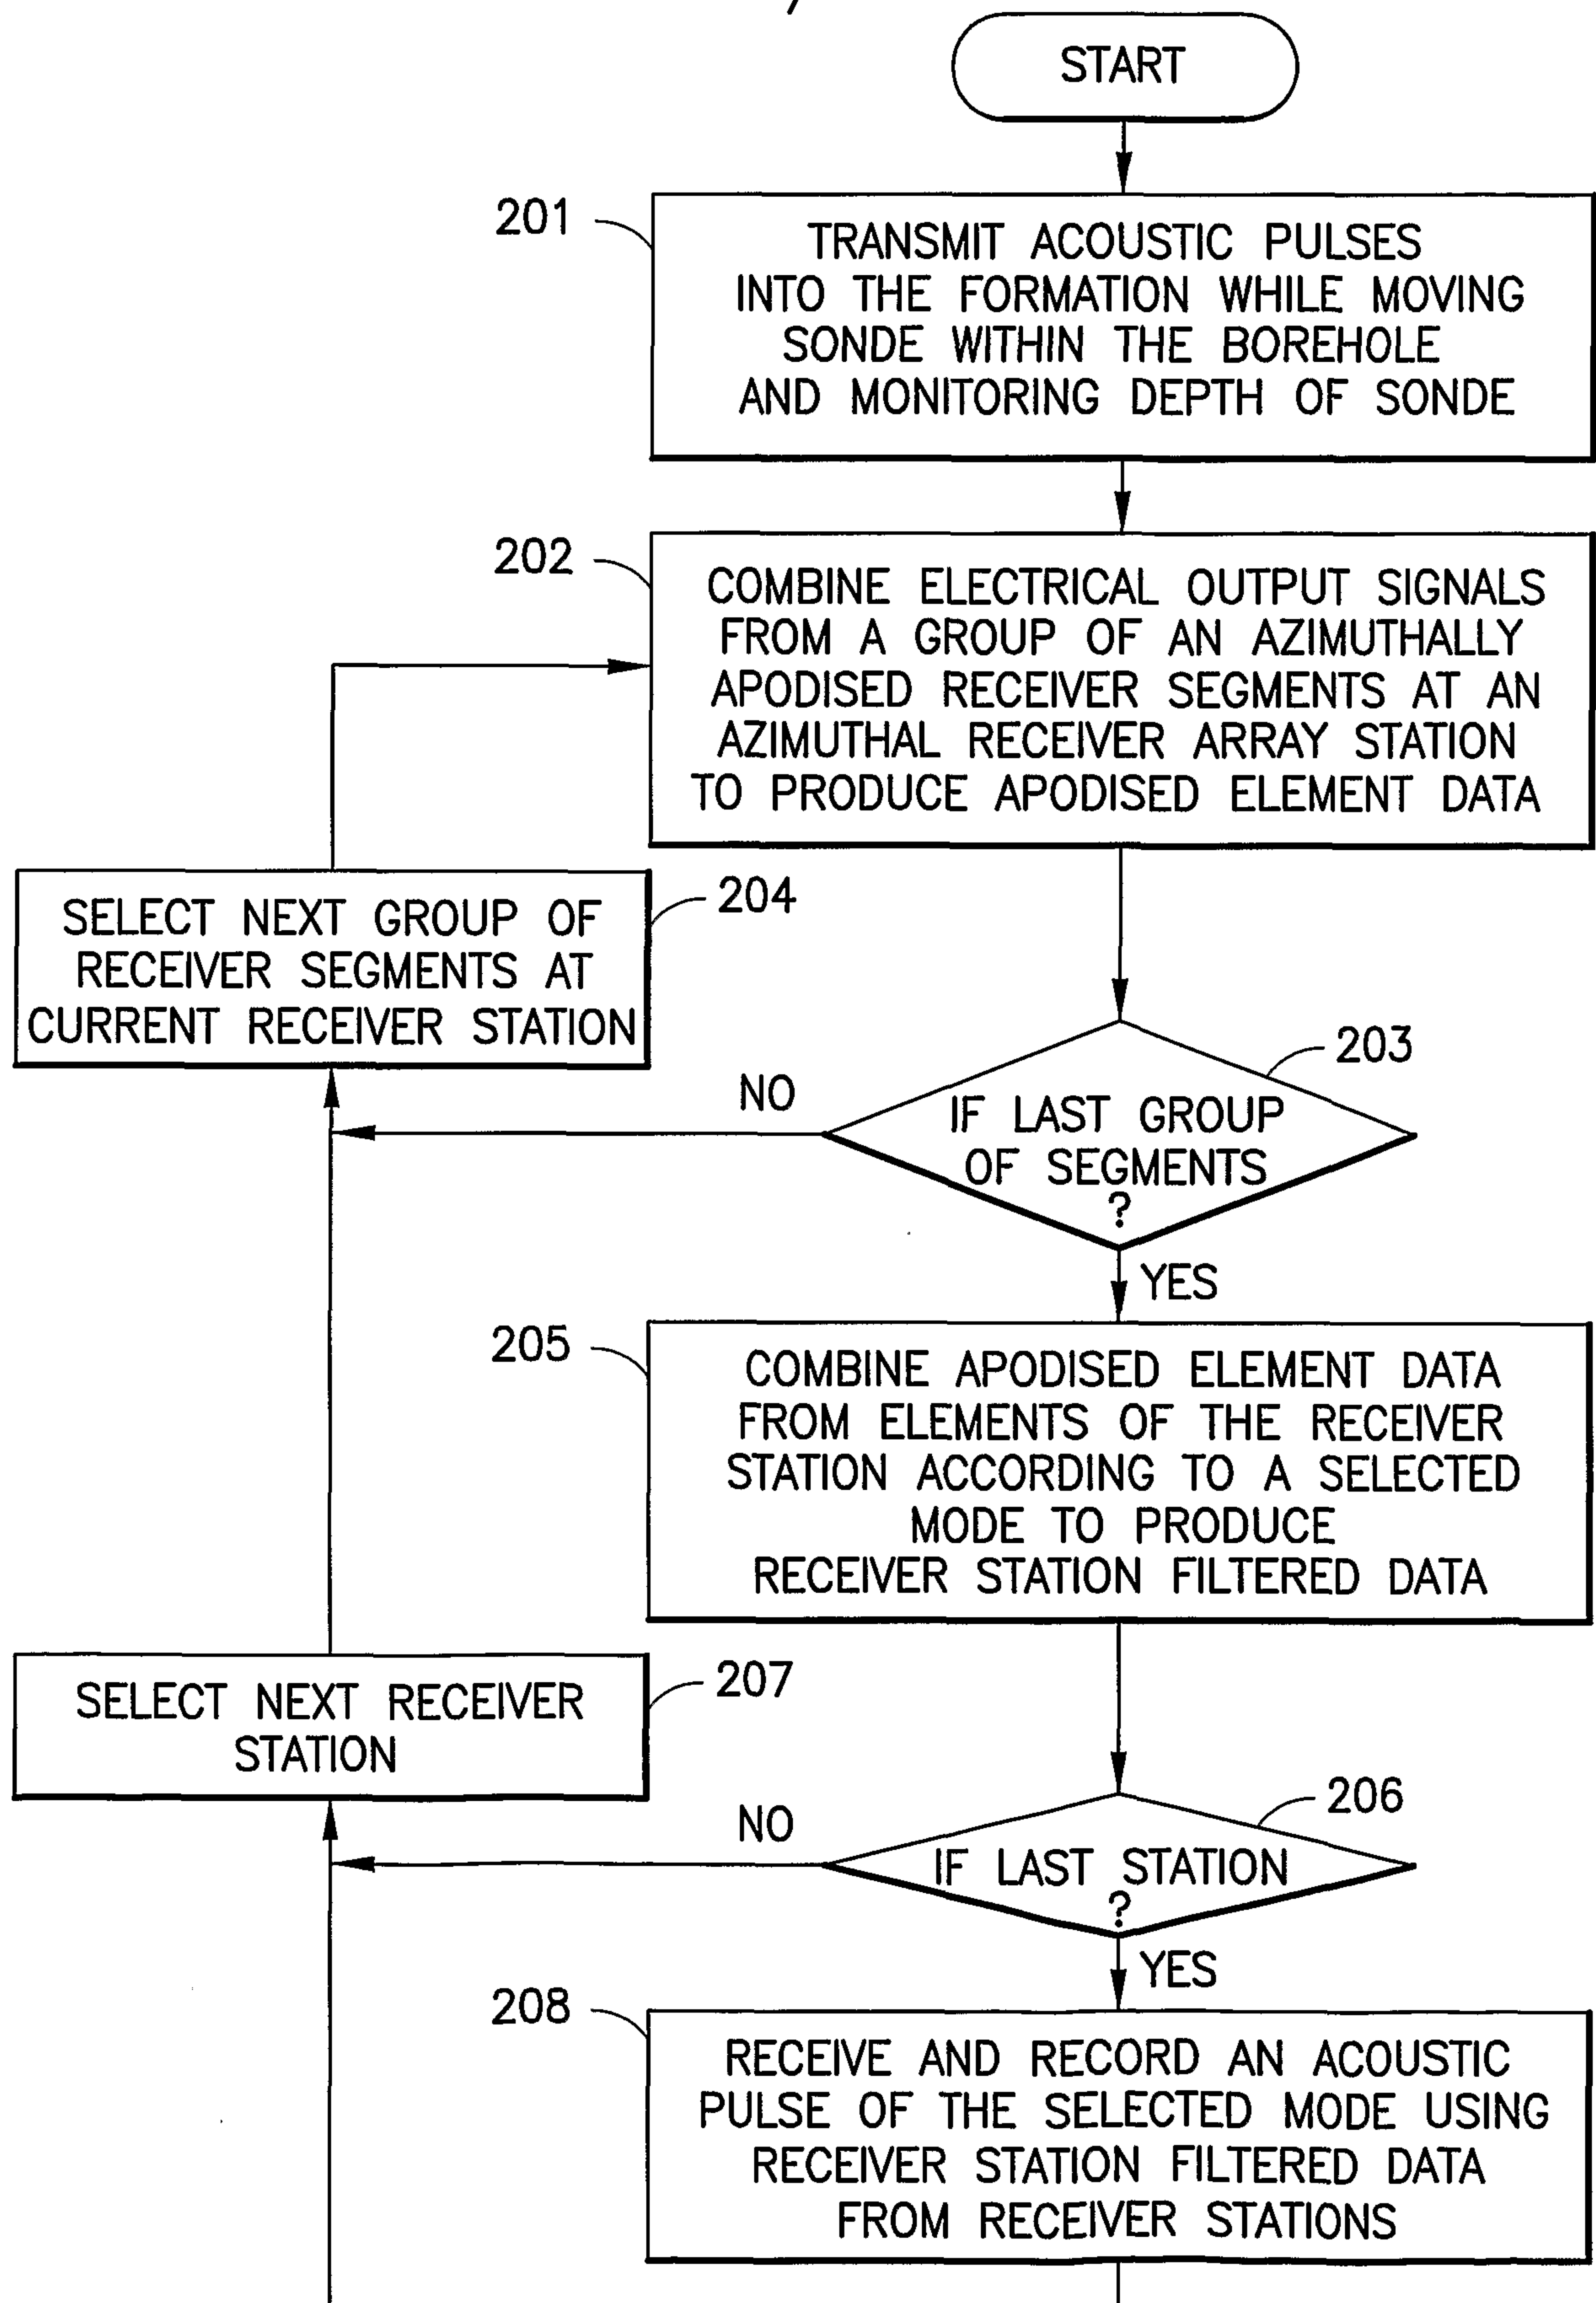 START
201
TRANSMIT ACOUSTIC PULSES
INTO THE FORMATION WHILE MOVING
SONDE WITHIN THE BOREHOLE
AND MONITORING DEPTH OF SONDE
202
COMBINE ELECTRICAL OUTPUT SIGNALS
FROM A GROUP OF AN AZIMUTHALLY
APODISED RECEIVER SEGMENTS AT AN
AZIMUTHAL RECEIVER ARRAY STATION
TO PRODUCE APODISED ELEMENT DATA
204
SELECT NEXT GROUP OF
RECEIVER SEGMENTS AT
CURRENT RECEIVER STATION
203
NO
IF LAST GROUP
OF SEGMENTS
?
YES
205
COMBINE APODISED ELEMENT DATA
FROM ELEMENTS OF THE RECEIVER
STATION ACCORDING TO A SELECTED
MODE TO PRODUCE
RECEIVER STATION FILTERED DATA
207
SELECT NEXT RECEIVER
STATION
206
NO
IF LAST STATION
?
YES
208
RECEIVE AND RECORD AN ACOUSTIC
PULSE OF THE SELECTED MODE USING
RECEIVER STATION FILTERED DATA
FROM RECEIVER STATIONS